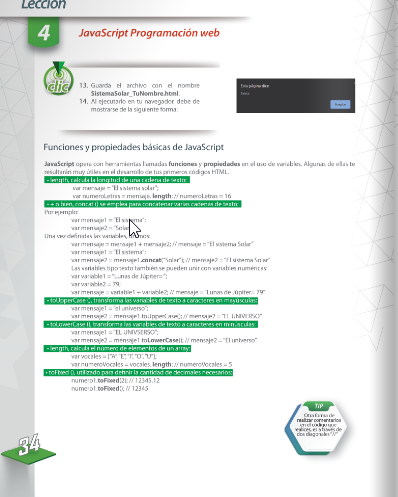 Lección
4
JavaScript Programación web
clic
13. Guarda el archivo con el nombre
SistemaSolar_TuNombre.html.
14. Al ejecutarlo en tu navegador debe de
mostrarse de la siguiente forma:
Esta página dice
Funciones y propiedades básicas de JavaScript
JavaScript opera con herramientas llamadas funciones y propiedades en el uso de variables. Algunas de ellas te
resultarán muy útiles en el desarrollo de tus primeros códigos HTML.
• length, calcula la longitud de una cadena de texto:
var mensaje = "El sistema solar";
var numeroLetras = mensaje. length; // numeroLetras = 16
• + o bien, concat () se emplea para concatenar varias cadenas de texto:
Por ejemplo:
var mensaje1 = "El sistema";
var mensaje2 = "Solar
Una vez definidas las variables,
var mensaje = mensaje1 + mensaje2; // mensaje = "El sistema Solar"
var mensaje1 = "El sistema";
var mensaje2 = mensaje1.concat("Solar"); // mensaje2 = "El sistema Solar"
Las variables tipo texto también se pueden unir con variables numéricas:
var variable1 = "Lunas de Júpiter:";
var variable2 = 79;
var mensaje = variable1 + variable2; // mensaje = "Lunas de Júpiter: 79"
• toUpperCase (), transforma las variables de texto a caracteres en mayúsculas:
var mensaje1 = "el universo";
var mensaje2 = mensaje1.toUpperCase(); // mensaje2 = "EL UNIVERSO"
• toLowerCase (), transforma las variables de texto a caracteres en minúsculas:
var mensaje1 = "EL UNIVSERSO";
var mensaje2 = mensaje1.toLowerCase(); // mensaje2 = "El universo"
• length, calcula el número de elementos de un array:
var vocales = ["A", "E", "I", "O", "U"];
var numeroVocales = vocales. length; // numeroVocales = 5
• toFixed (), utilizado para definir la cantidad de decimales necesarios:
numero1.toFixed(2); // 12345.12
numero1.toFixed(); // 12345
TIP
Otra forma de
realizar comentarios
en el código que
realices, es a través de
dos diagonales "//"
34